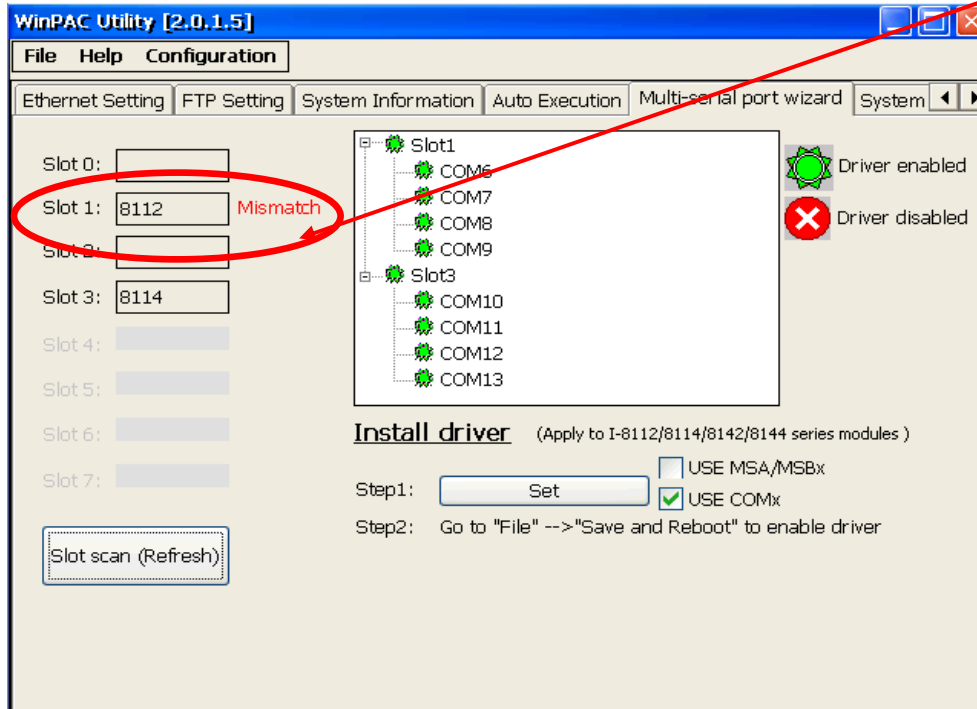 WinPAC Utility [2.0.1.5]
File Help Configuration
Ethernet Setting FTP Setting System Information Auto Execution Multi-serial port wizard System
Slot 0:
Slot 1: 8112 Mismatch
Slot 2:
Slot 3: 8114
Slot 4:
Slot 5:
Slot 6:
Slot 7:
Slot scan (Refresh)
Slot1
COM6
COM7
COM8
COM9
Slot3
COM10
COM11
COM12
COM13
Driver enabled
Driver disabled
Install driver (Apply to I-8112/8114/8142/8144 series modules )
USE MSA/MSBx
Step1: Set
USE COMx
Step2: Go to "File" -->"Save and Reboot" to enable driver